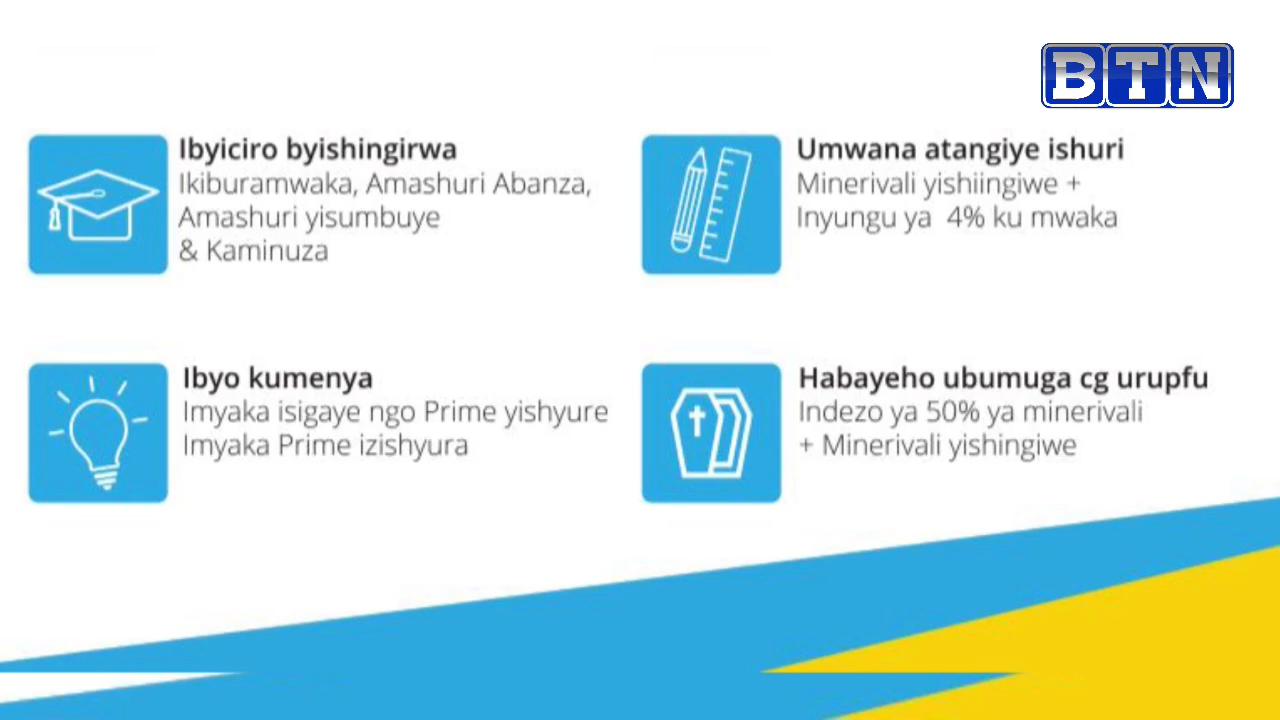 BTN
Ibyiciro byishingirwa
Ikiburamwaka, Amashuri Abanza,
Amashuri yisumbuye
& Kaminuza
Umwana atangiye ishuri
Minerivali yishiingiwe +
Inyungu ya 4% ku mwaka
Ibyo kumenya
Imyaka isigaye ngo Prime yishyure
Imyaka Prime izishyura
Habayeho ubumuga cg urupfu
Indezo ya 50% ya minerivali
+ Minerivali yishingiwe